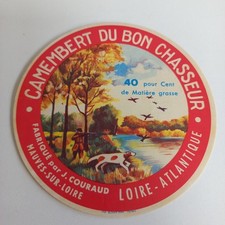 CAMEMBERT DU BON CHASSEUR
40 pour Cent
de Matière grasse
FABRIQUÉ par J. COURAUD
MAUVES-SUR-LOIRE
LOIRE-ATLANTIQUE